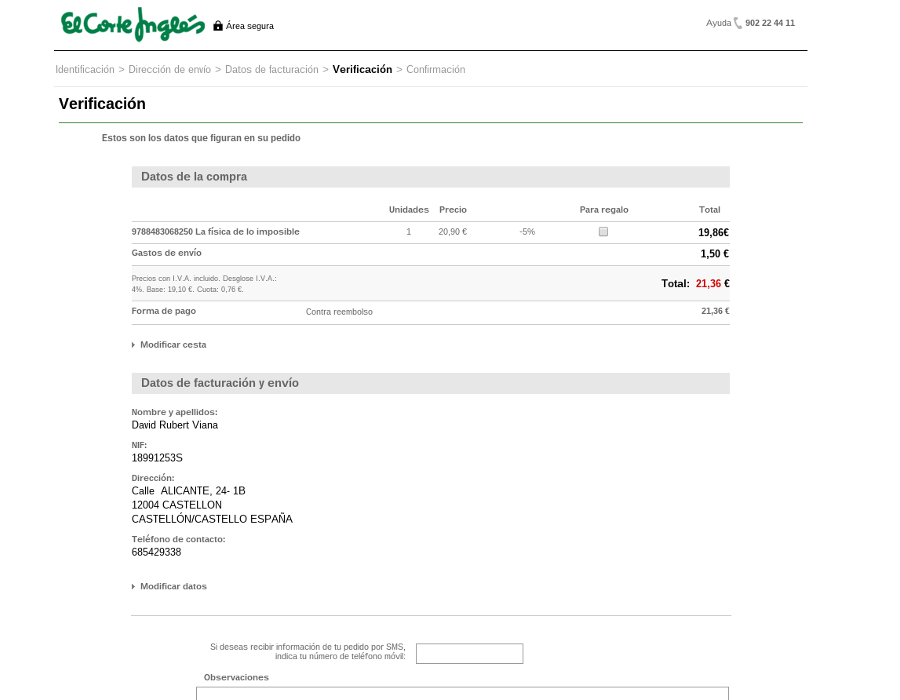 El Corte Inglés Área segura Ayuda 902 22 44 11
Identificación > Dirección de envío > Datos de facturación > Verificación > Confirmación
Verificación
Estos son los datos que figuran en su pedido
Datos de la compra
Unidades Precio Para regalo Total
9788483068250 La física de lo imposible 1 20,90 € -5% 19,86€
Gastos de envío 1,50 €
Precios con I.V.A. incluido. Desglose I.V.A.:
4%. Base: 19,10 €. Cuota: 0,76 €.
Total: 21,36 €
Forma de pago Contra reembolso 21,36 €
Modificar cesta
Datos de facturación y envío
Nombre y apellidos:
David Rubert Viana
NIF:
18991253S
Dirección:
Calle ALICANTE, 24- 1B
12004 CASTELLON
CASTELLÓN/CASTELLO ESPAÑA
Teléfono de contacto:
685429338
Modificar datos
Si deseas recibir información de tu pedido por SMS,
indica tu número de teléfono móvil:
Observaciones